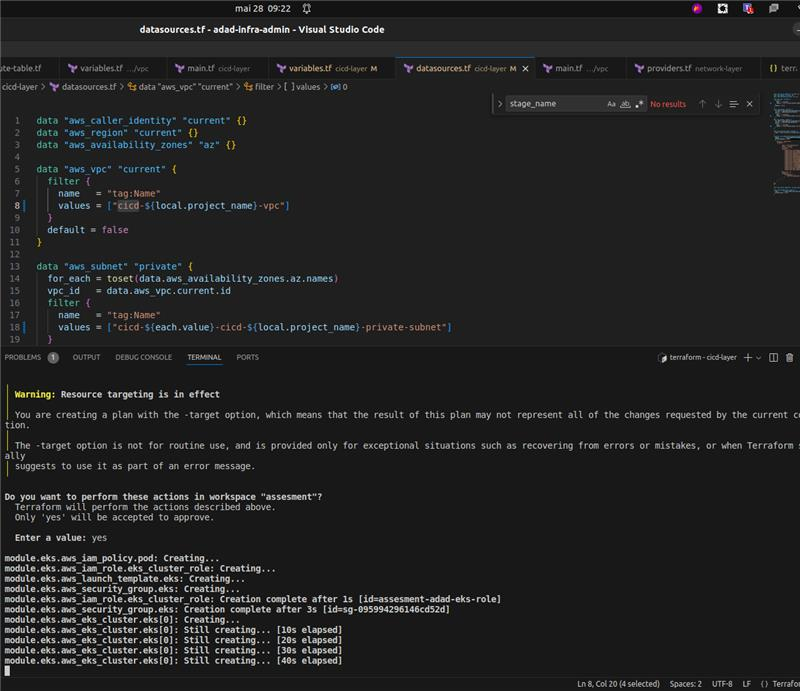 mai 28 09:22
datasources.tf - adad-infra-admin - Visual Studio Code
ute-table.tf variables.tf .../vpc main.tf cicd-layer variables.tf cicd-layer M datasources.tf cicd-layer M main.tf .../vpc providers.tf network-layer terr
cicd-layer > datasources.tf > data "aws_vpc" "current" > filter > [ ] values > 0
stage_name Aa ab .* No results
1 data "aws_caller_identity" "current" {}
2 data "aws_region" "current" {}
3 data "aws_availability_zones" "az" {}
4
5 data "aws_vpc" "current" {
6 filter {
7 name = "tag:Name"
8 values = ["cicd-${local.project_name}-vpc"]
9 }
10 default = false
11 }
12
13 data "aws_subnet" "private" {
14 for_each = toset(data.aws_availability_zones.az.names)
15 vpc_id = data.aws_vpc.current.id
16 filter {
17 name = "tag:Name"
18 values = ["cicd-${each.value}-cicd-${local.project_name}-private-subnet"]
19 }
PROBLEMS 1 OUTPUT DEBUG CONSOLE TERMINAL PORTS terraform - cicd-layer
Warning: Resource targeting is in effect
You are creating a plan with the -target option, which means that the result of this plan may not represent all of the changes requested by the current co
tion.
The -target option is not for routine use, and is provided only for exceptional situations such as recovering from errors or mistakes, or when Terraform s
ally
suggests to use it as part of an error message.
Do you want to perform these actions in workspace "assesment"?
Terraform will perform the actions described above.
Only 'yes' will be accepted to approve.
Enter a value: yes
module.eks.aws_iam_policy.pod: Creating...
module.eks.aws_iam_role.eks_cluster_role: Creating...
module.eks.aws_launch_template.eks: Creating...
module.eks.aws_security_group.eks: Creating...
module.eks.aws_iam_role.eks_cluster_role: Creation complete after 1s [id=assesment-adad-eks-role]
module.eks.aws_security_group.eks: Creation complete after 3s [id=sg-095994296146cd52d]
module.eks.aws_eks_cluster.eks[0]: Creating...
module.eks.aws_eks_cluster.eks[0]: Still creating... [10s elapsed]
module.eks.aws_eks_cluster.eks[0]: Still creating... [20s elapsed]
module.eks.aws_eks_cluster.eks[0]: Still creating... [30s elapsed]
module.eks.aws_eks_cluster.eks[0]: Still creating... [40s elapsed]
Ln 8, Col 20 (4 selected) Spaces: 2 UTF-8 LF {} Terrafor